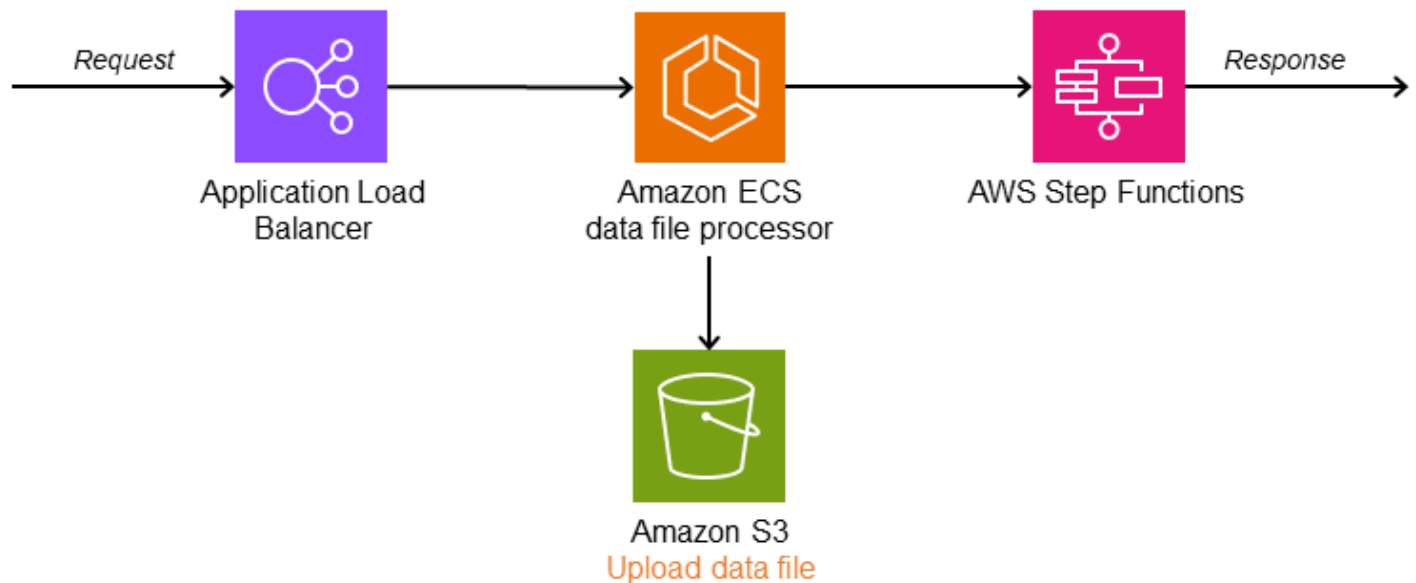 Request
Response
Application Load
Balancer
Amazon ECS
data file processor
AWS Step Functions
Amazon S3
Upload data file